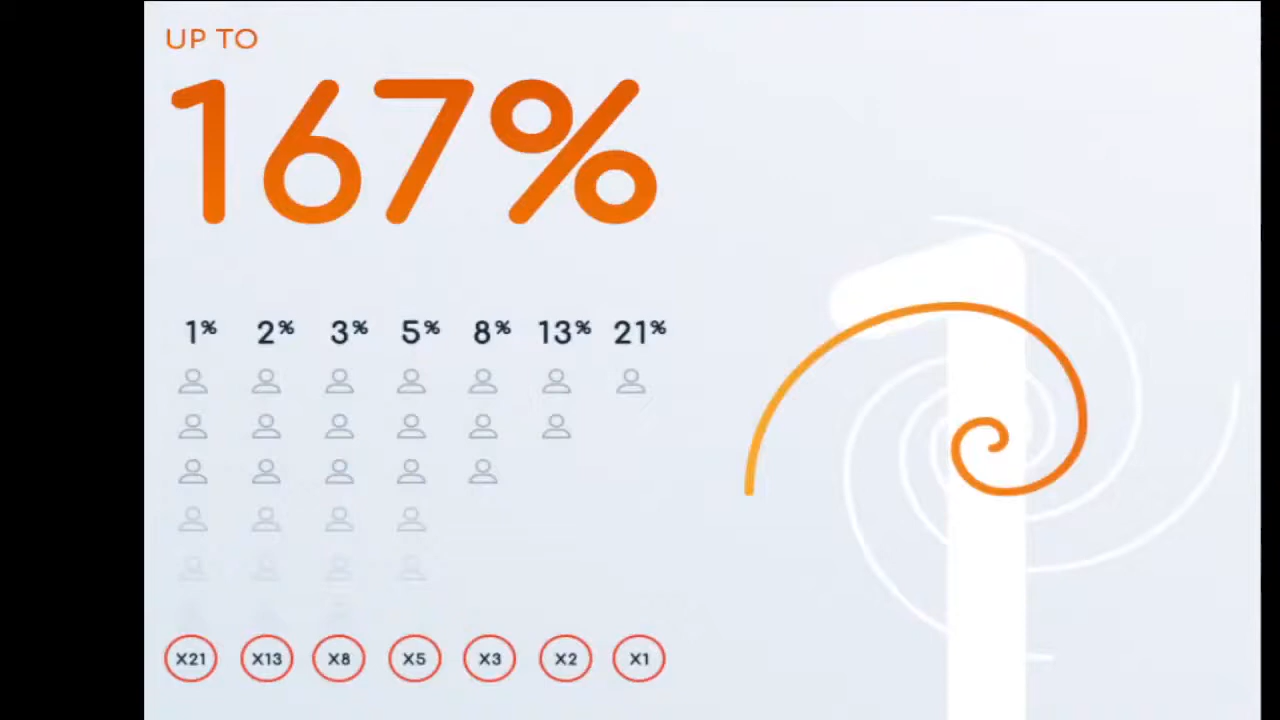 UP TO
167%
1% 2% 3% 5% 8% 13% 21%
X21 X13 X8 X5 X3 X2 X1